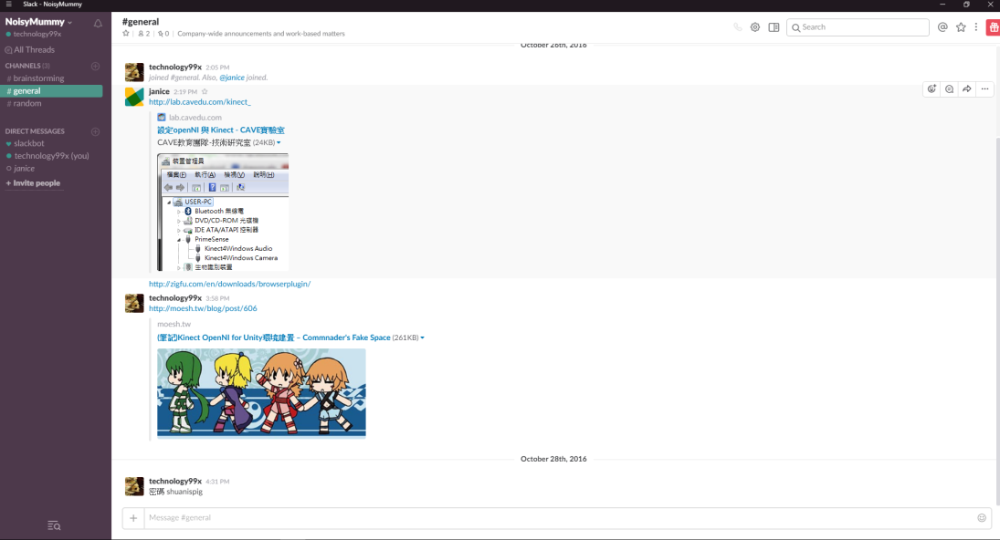 Slack - NoisyMummy
NoisyMummy
technology99x
All Threads
CHANNELS (3)
# brainstorming
# general
# random
DIRECT MESSAGES
slackbot
technology99x (you)
janice
+ Invite people
#general
2
0
Company-wide announcements and work-based matters
Search
October 26th, 2016
technology99x 2:05 PM
joined #general. Also, @janice joined.
janice 2:19 PM
http://lab.cavedu.com/kinect_
lab.cavedu.com
設定openNI 與 Kinect - CAVE實驗室
CAVE教育團隊-技術研究室 (24KB)
裝置管理員
檔案(F) 執行(A) 檢視(V) 說明(H)
USER-PC
Bluetooth 無線電
DVD/CD-ROM 光碟機
IDE ATA/ATAPI 控制器
PrimeSense
Kinect4Windows Audio
Kinect4Windows Camera
生物識別裝置
http://zigfu.com/en/downloads/browserplugin/
technology99x 3:58 PM
http://moesh.tw/blog/post/606
moesh.tw
[筆記]Kinect OpenNI for Unity環境建置 – Commnader's Fake Space (261KB)
October 28th, 2016
technology99x 4:31 PM
密碼 shuanispig
Message #general